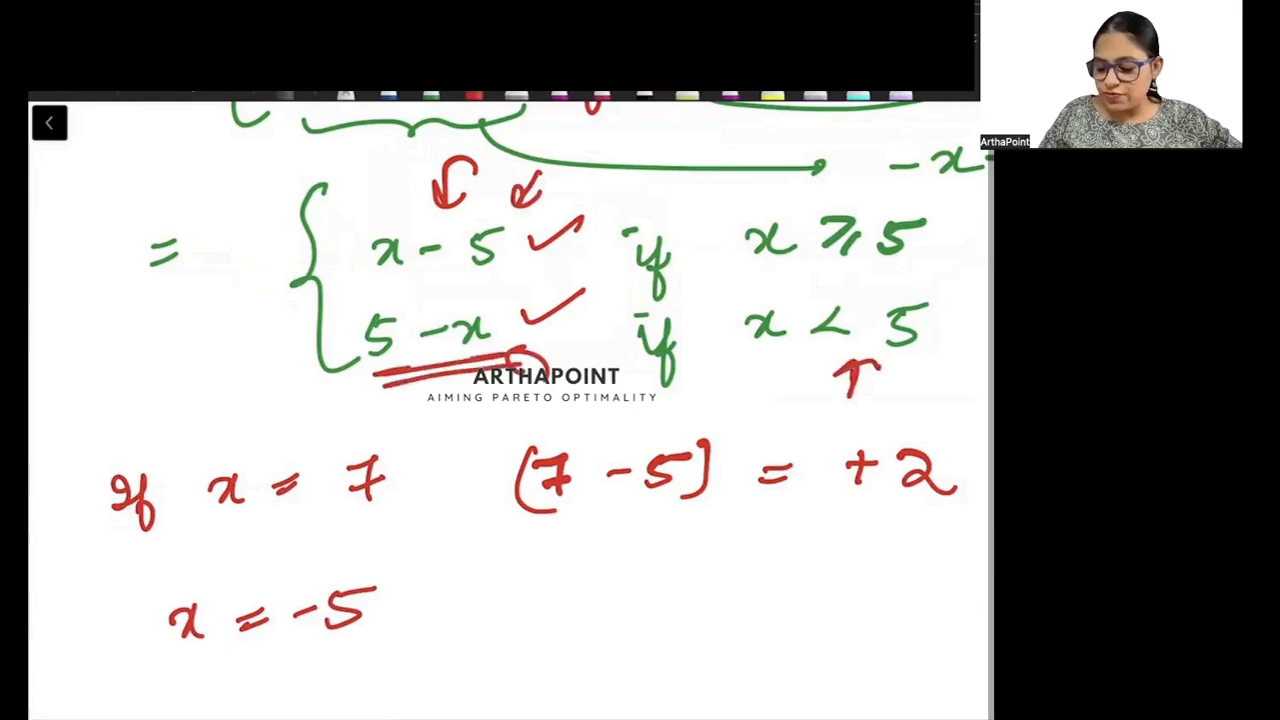 ArthaPoint
- x
= { x - 5 ✓ if x ≥ 5
5 - x ✓ if x < 5
ARTHAPOINT
AIMING PARETO OPTIMALITY
If x = 7 [7 - 5] = + 2
x = -5